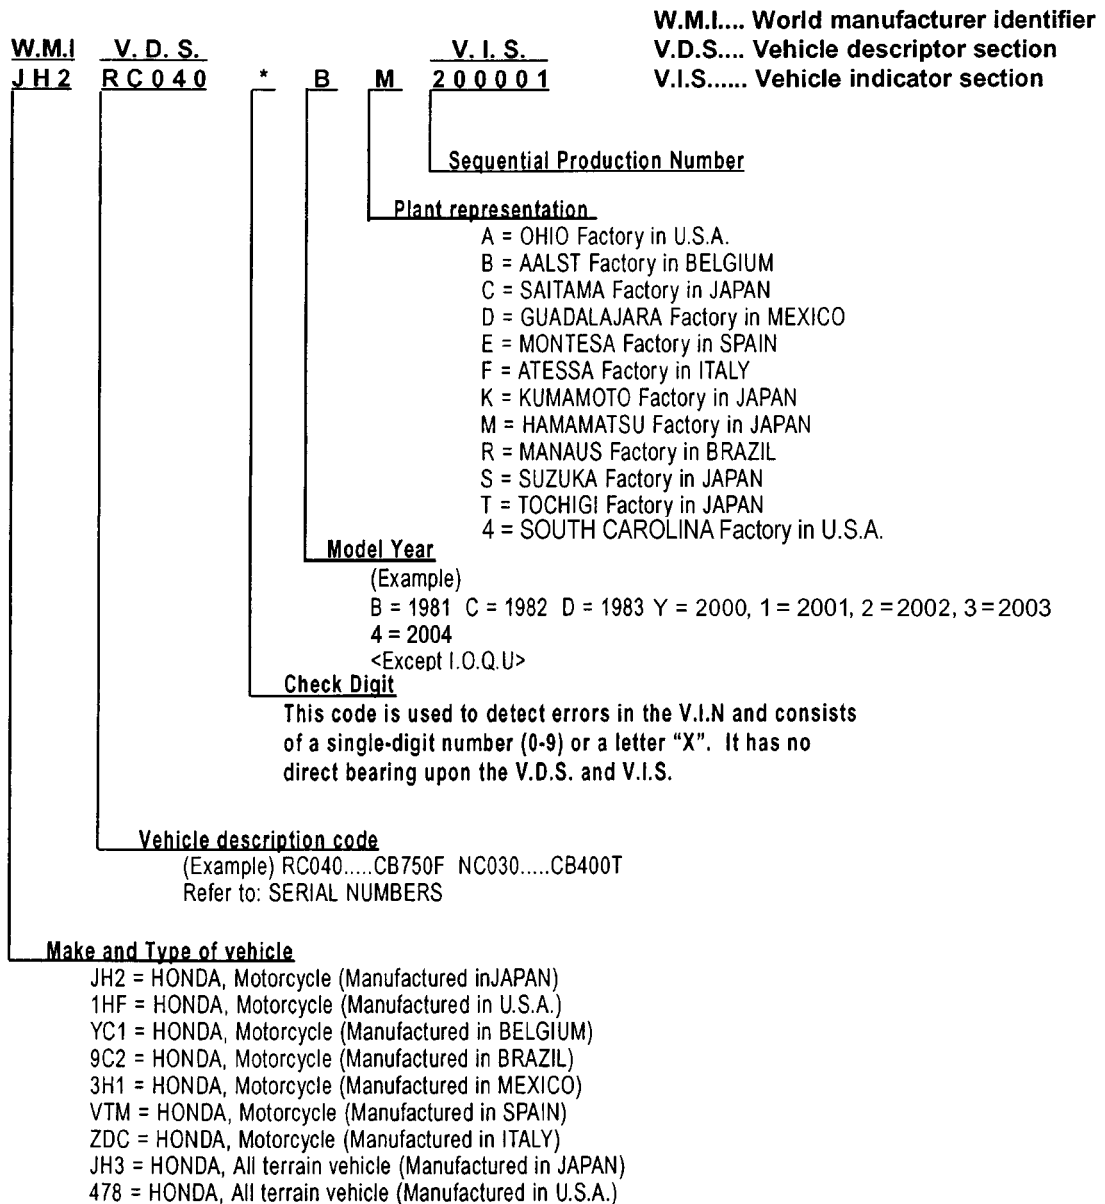 W.M.I.... World manufacturer identifier
W.M.I V. D. S. V. I. S. V.D.S.... Vehicle descriptor section
JH2 RC040 * B M 200001 V.I.S...... Vehicle indicator section
Sequential Production Number
Plant representation
A = OHIO Factory in U.S.A.
B = AALST Factory in BELGIUM
C = SAITAMA Factory in JAPAN
D = GUADALAJARA Factory in MEXICO
E = MONTESA Factory in SPAIN
F = ATESSA Factory in ITALY
K = KUMAMOTO Factory in JAPAN
M = HAMAMATSU Factory in JAPAN
R = MANAUS Factory in BRAZIL
S = SUZUKA Factory in JAPAN
T = TOCHIGI Factory in JAPAN
4 = SOUTH CAROLINA Factory in U.S.A.
Model Year
(Example)
B = 1981 C = 1982 D = 1983 Y = 2000, 1 = 2001, 2 = 2002, 3 = 2003
4 = 2004
<Except I.O.Q.U>
Check Digit
This code is used to detect errors in the V.I.N and consists
of a single-digit number (0-9) or a letter “X”. It has no
direct bearing upon the V.D.S. and V.I.S.
Vehicle description code
(Example) RC040.....CB750F NC030.....CB400T
Refer to: SERIAL NUMBERS
Make and Type of vehicle
JH2 = HONDA, Motorcycle (Manufactured inJAPAN)
1HF = HONDA, Motorcycle (Manufactured in U.S.A.)
YC1 = HONDA, Motorcycle (Manufactured in BELGIUM)
9C2 = HONDA, Motorcycle (Manufactured in BRAZIL)
3H1 = HONDA, Motorcycle (Manufactured in MEXICO)
VTM = HONDA, Motorcycle (Manufactured in SPAIN)
ZDC = HONDA, Motorcycle (Manufactured in ITALY)
JH3 = HONDA, All terrain vehicle (Manufactured in JAPAN)
478 = HONDA, All terrain vehicle (Manufactured in U.S.A.)